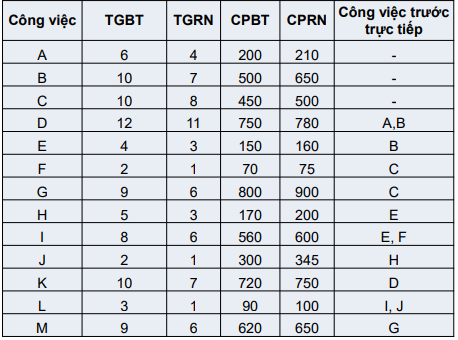 Công việc TGBT TGRN CPBT CPRN Công việc trước trực tiếp
A 6 4 200 210 -
B 10 7 500 650 -
C 10 8 450 500 -
D 12 11 750 780 A,B
E 4 3 150 160 B
F 2 1 70 75 C
G 9 6 800 900 C
H 5 3 170 200 E
I 8 6 560 600 E, F
J 2 1 300 345 H
K 10 7 720 750 D
L 3 1 90 100 I, J
M 9 6 620 650 G